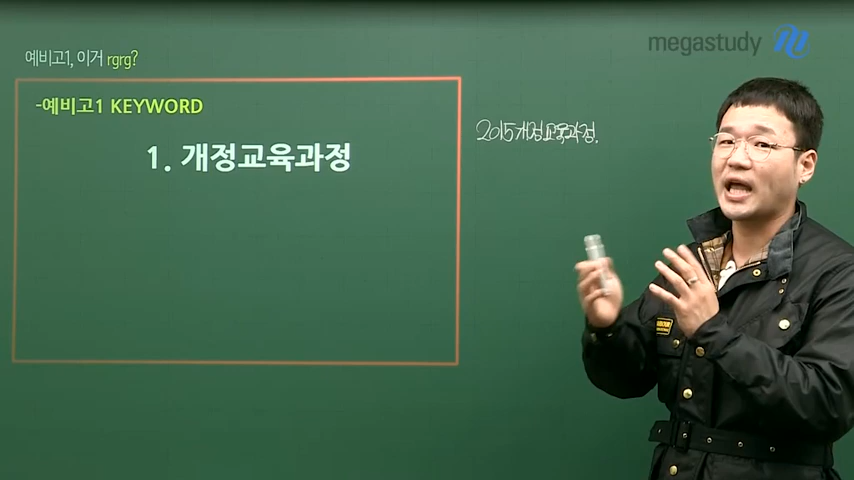 megastudy
예비고1, 이거 rgrg?
-예비고1 KEYWORD
2015개정교육과정.
1. 개정교육과정